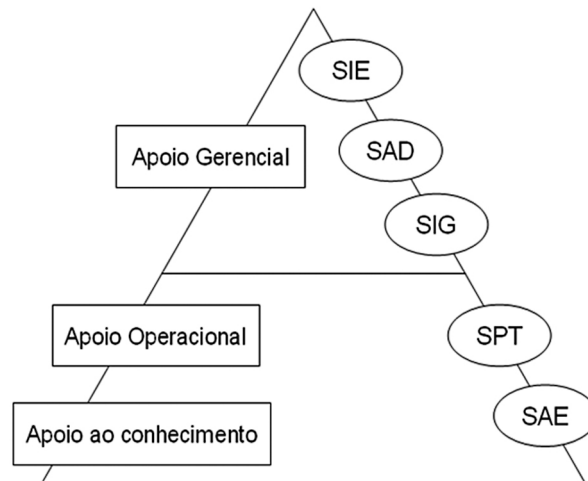 SIE
Apoio Gerencial
SAD
SIG
Apoio Operacional
SPT
Apoio ao conhecimento
SAE